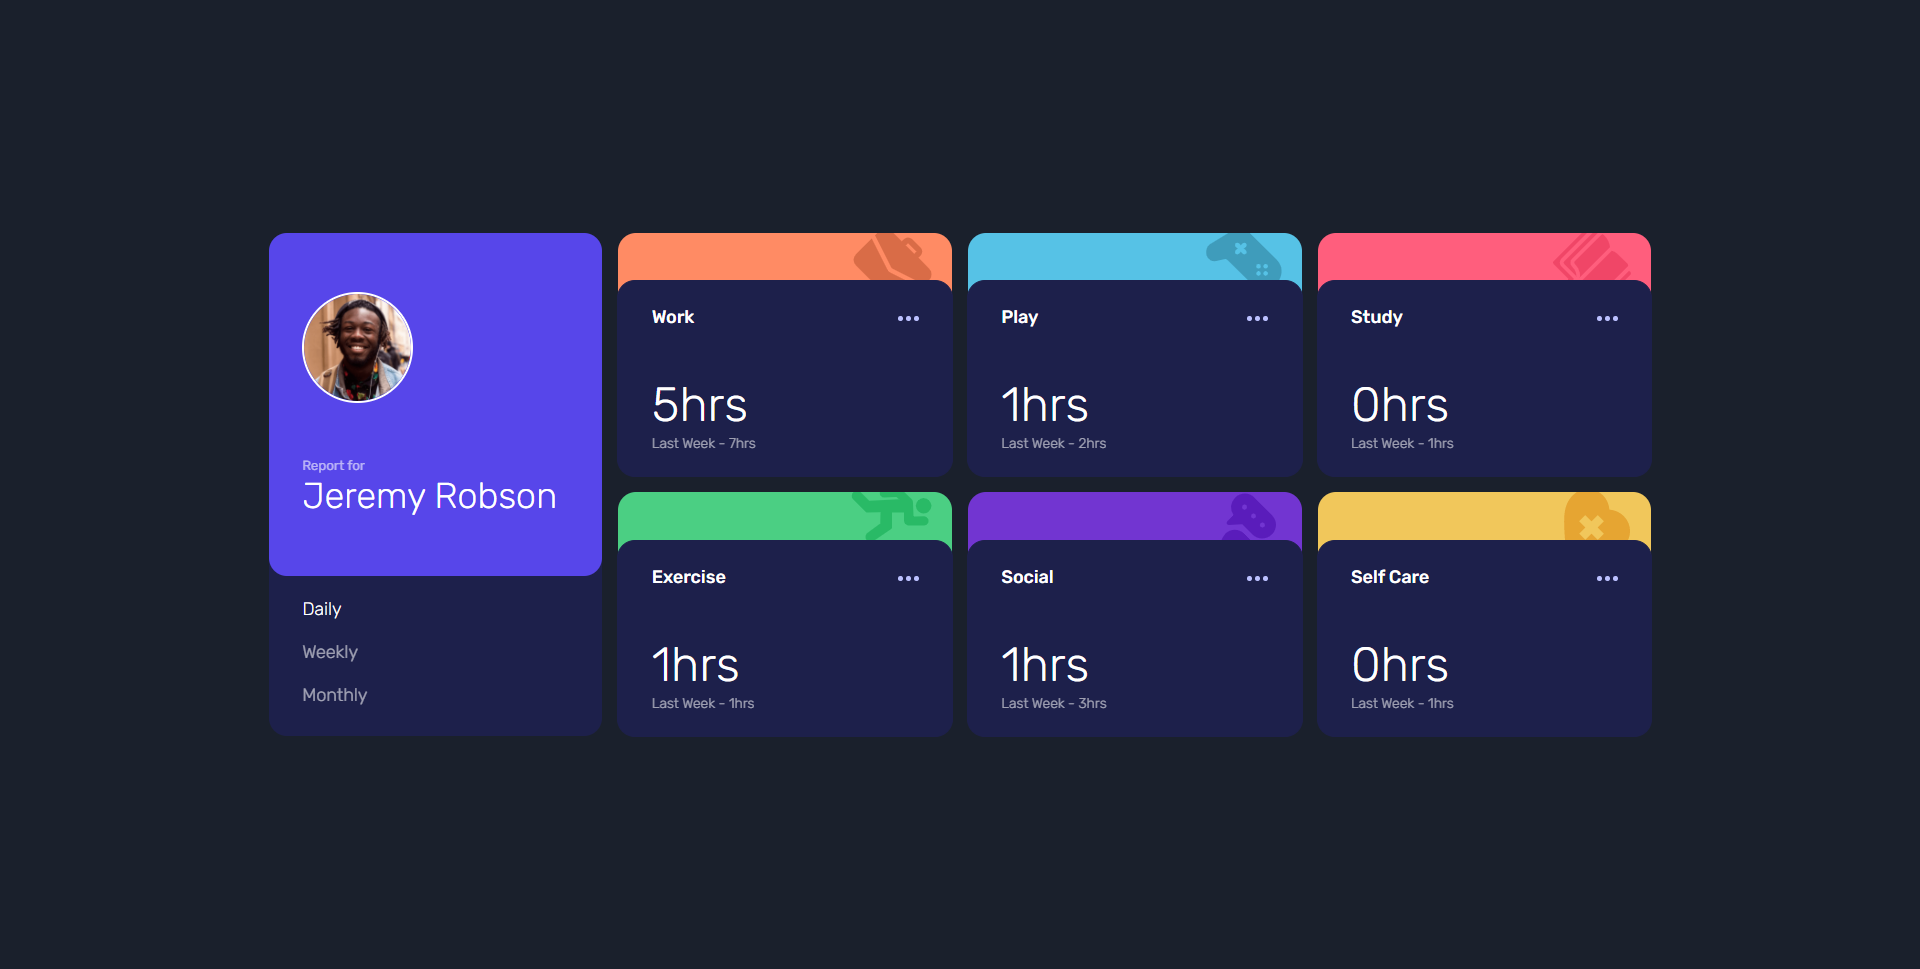 Report for
Jeremy Robson
Daily
Weekly
Monthly
Work
5hrs
Last Week - 7hrs
Play
1hrs
Last Week - 2hrs
Study
0hrs
Last Week - 1hrs
Exercise
1hrs
Last Week - 1hrs
Social
1hrs
Last Week - 3hrs
Self Care
0hrs
Last Week - 1hrs